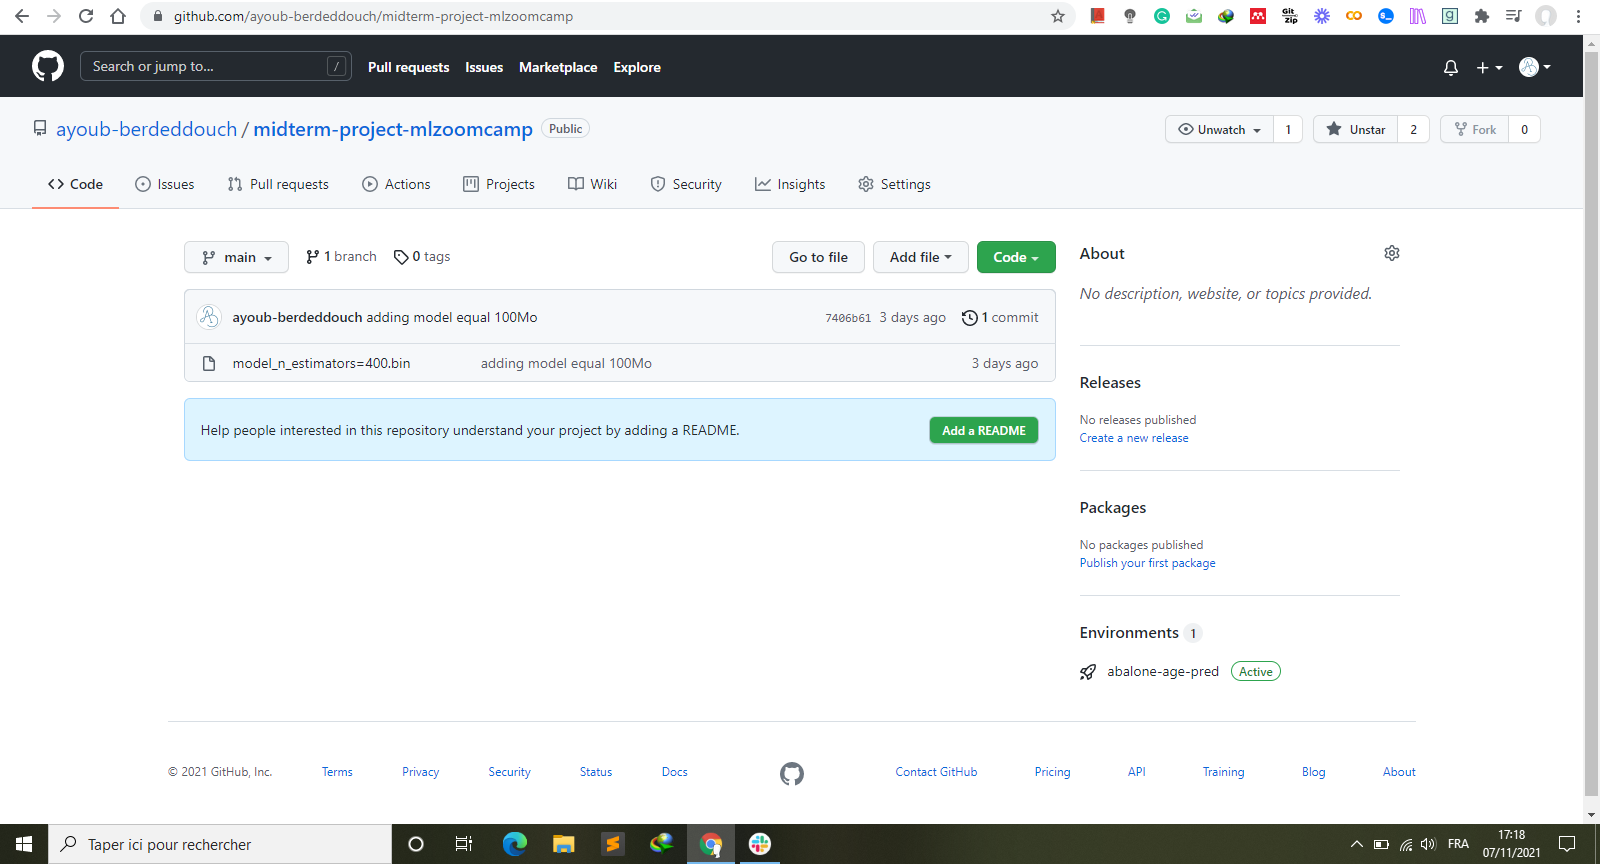 github.com/ayoub-berdeddouch/midterm-project-mlzoomcamp
Git
Zip
Search or jump to... /
Pull requests Issues Marketplace Explore
ayoub-berdeddouch / midterm-project-mlzoomcamp Public
Unwatch 1 Unstar 2 Fork 0
Code Issues Pull requests Actions Projects Wiki Security Insights Settings
main 1 branch 0 tags Go to file Add file Code
ayoub-berdeddouch adding model equal 100Mo 7406b61 3 days ago 1 commit
model_n_estimators=400.bin adding model equal 100Mo 3 days ago
Help people interested in this repository understand your project by adding a README. Add a README
About
No description, website, or topics provided.
Releases
No releases published
Create a new release
Packages
No packages published
Publish your first package
Environments 1
abalone-age-pred Active
© 2021 GitHub, Inc. Terms Privacy Security Status Docs Contact GitHub Pricing API Training Blog About
Taper ici pour rechercher
FRA
17:18
07/11/2021